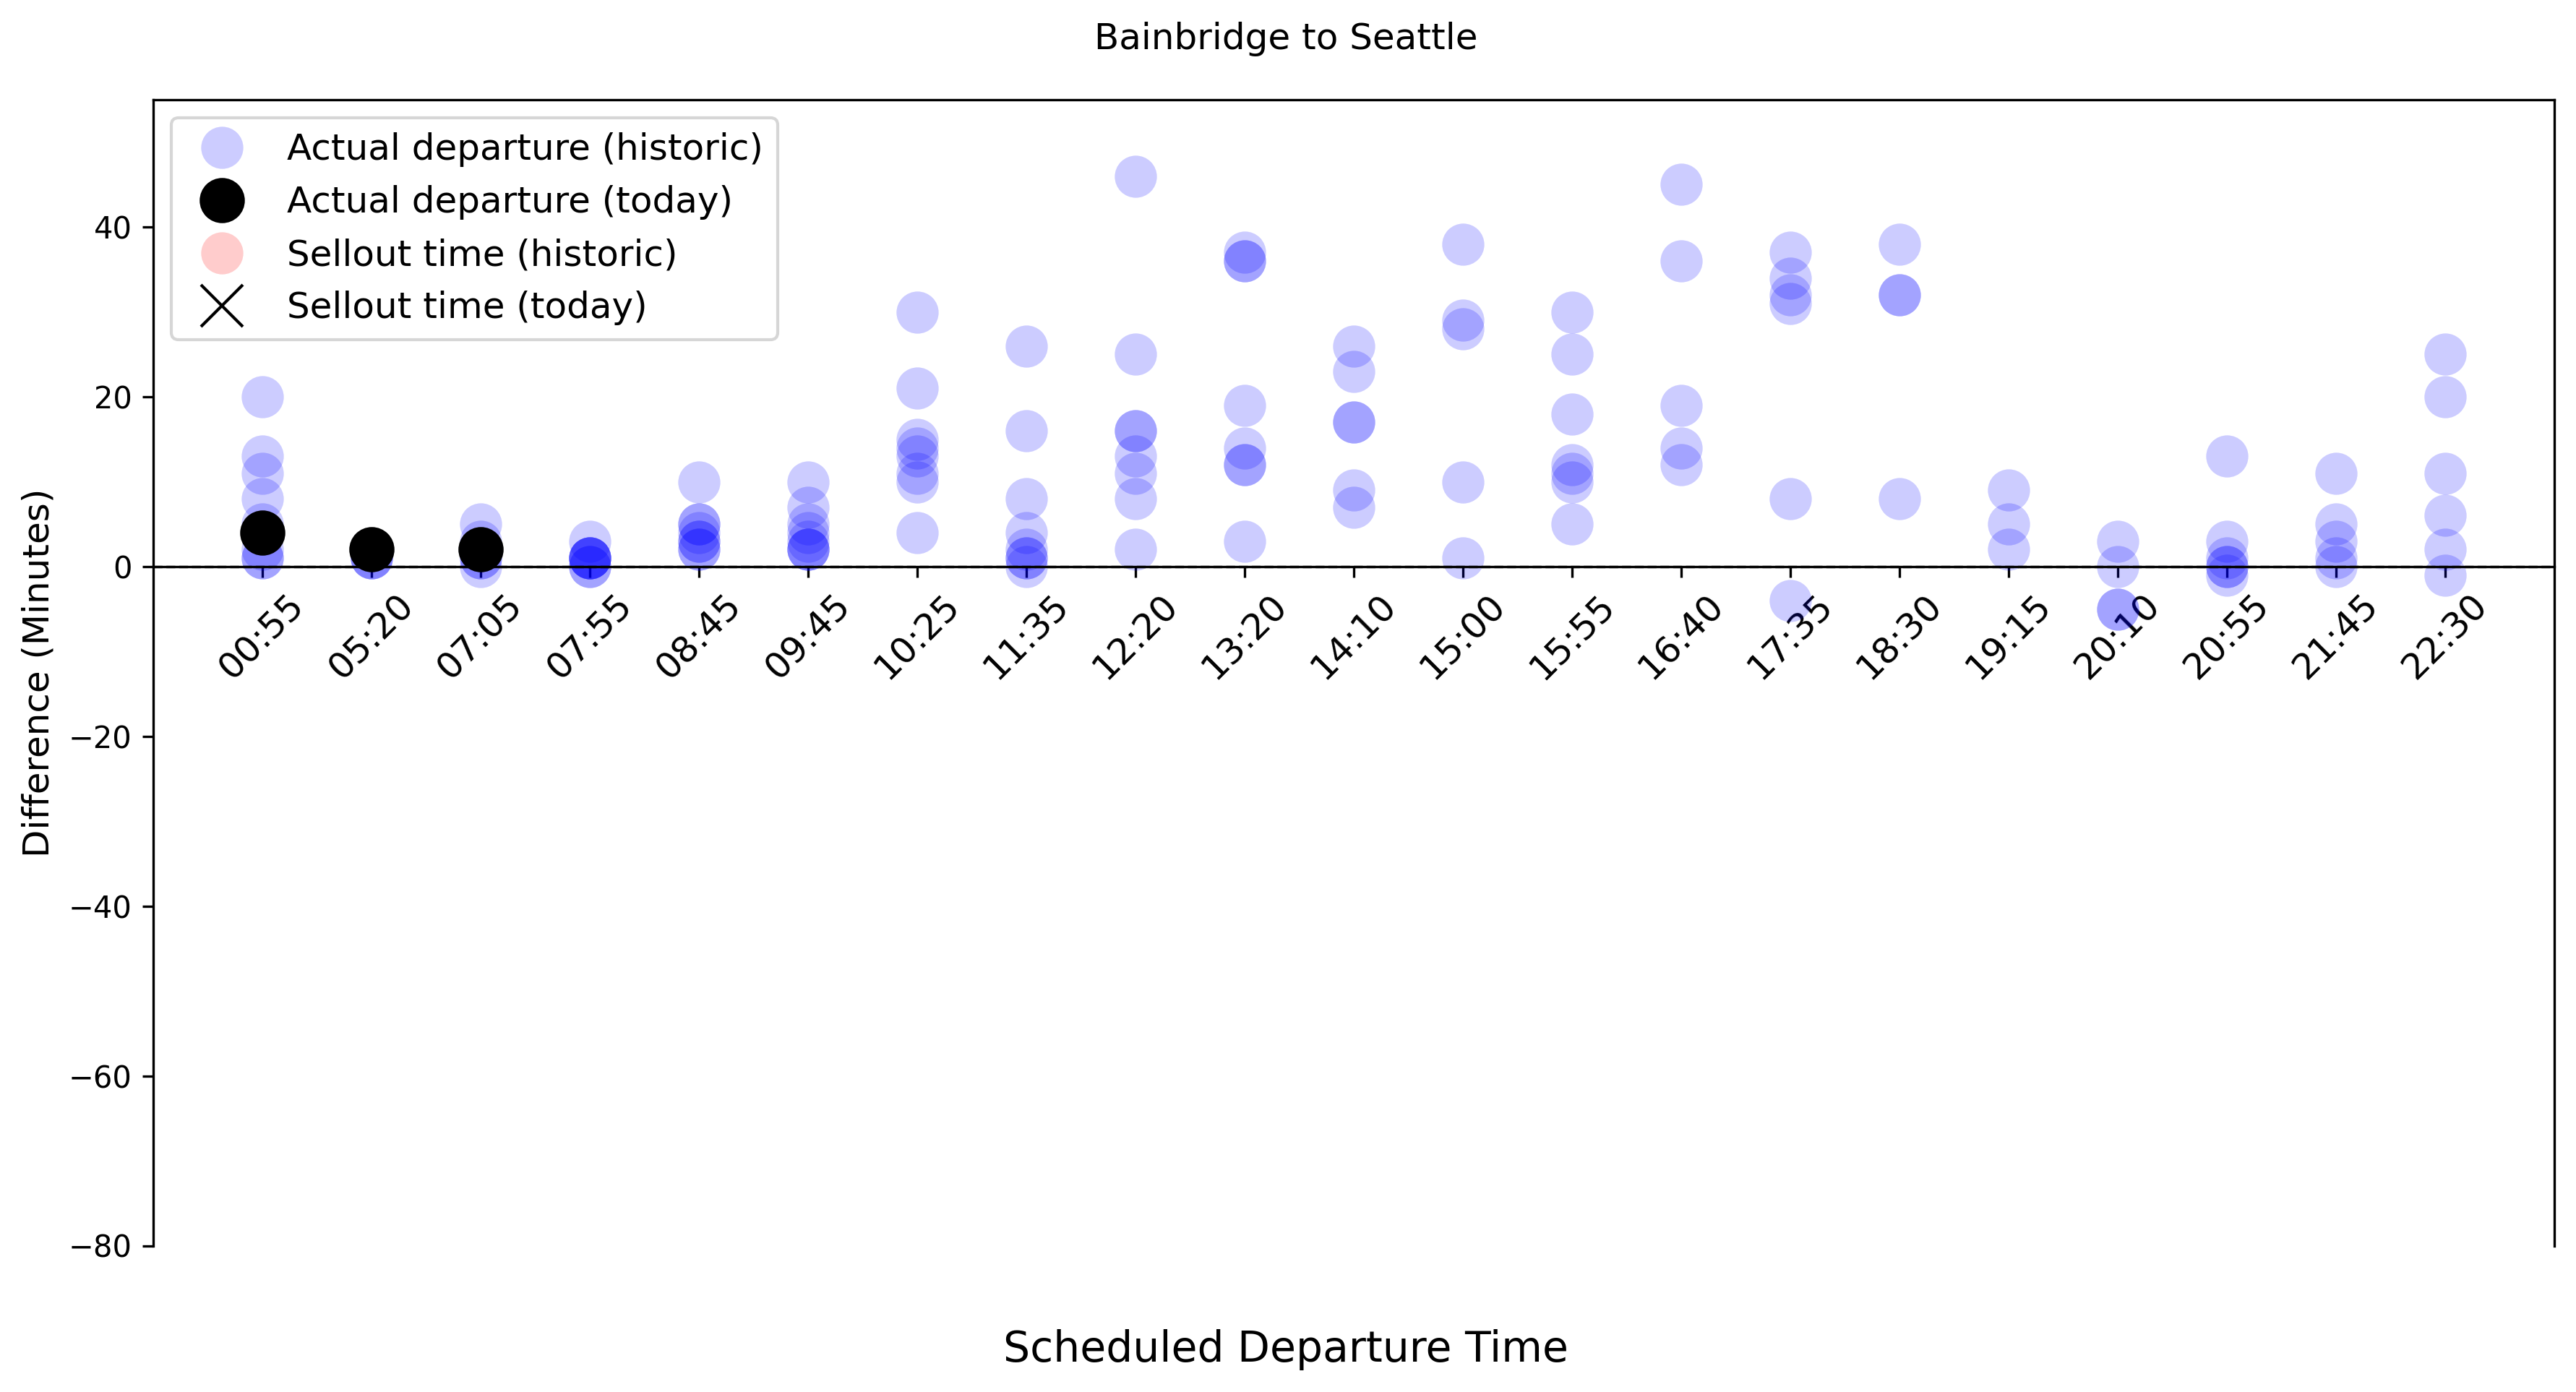 Bainbridge to Seattle
Actual departure (historic)
Actual departure (today)
Sellout time (historic)
Sellout time (today)
Difference (Minutes)
40
20
0
−20
−40
−60
−80
00:55 05:20 07:05 07:55 08:45 09:45 10:25 11:35 12:20 13:20 14:10 15:00 15:55 16:40 17:35 18:30 19:15 20:10 20:55 21:45 22:30
Scheduled Departure Time